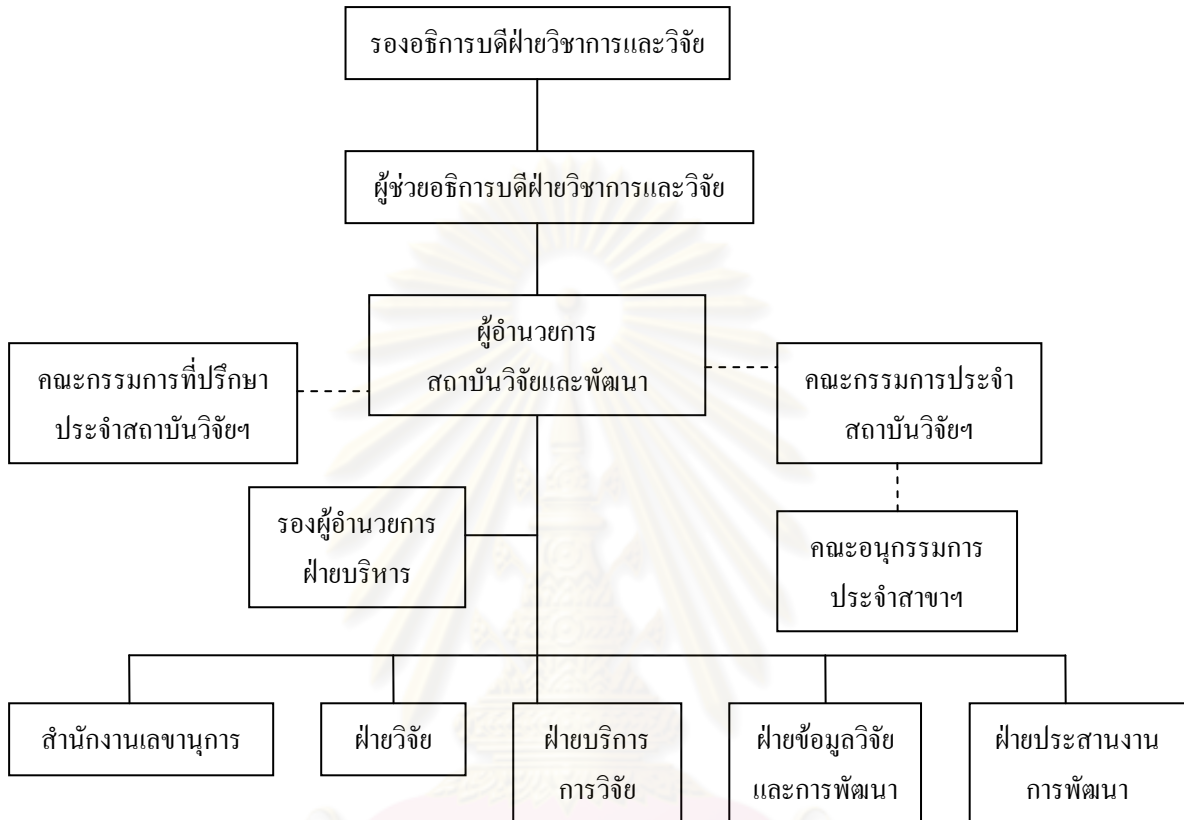 รองอธิการบดีฝ่ายวิชาการและวิจัย
ผู้ช่วยอธิการบดีฝ่ายวิชาการและวิจัย
ผู้อำนวยการ
สถาบันวิจัยและพัฒนา
คณะกรรมการที่ปรึกษา
ประจำสถาบันวิจัยฯ
คณะกรรมการประจำ
สถาบันวิจัยฯ
รองผู้อำนวยการ
ฝ่ายบริหาร
คณะอนุกรรมการ
ประจำสาขาฯ
สำนักงานเลขานุการ
ฝ่ายวิจัย
ฝ่ายบริการ
การวิจัย
ฝ่ายข้อมูลวิจัย
และการพัฒนา
ฝ่ายประสานงาน
การพัฒนา